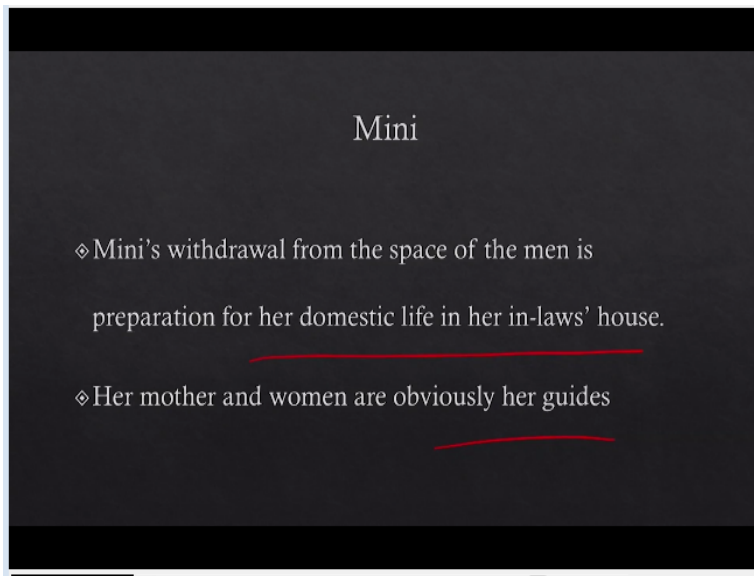 Mini
Mini’s withdrawal from the space of the men is
preparation for her domestic life in her in-laws’ house.
Her mother and women are obviously her guides